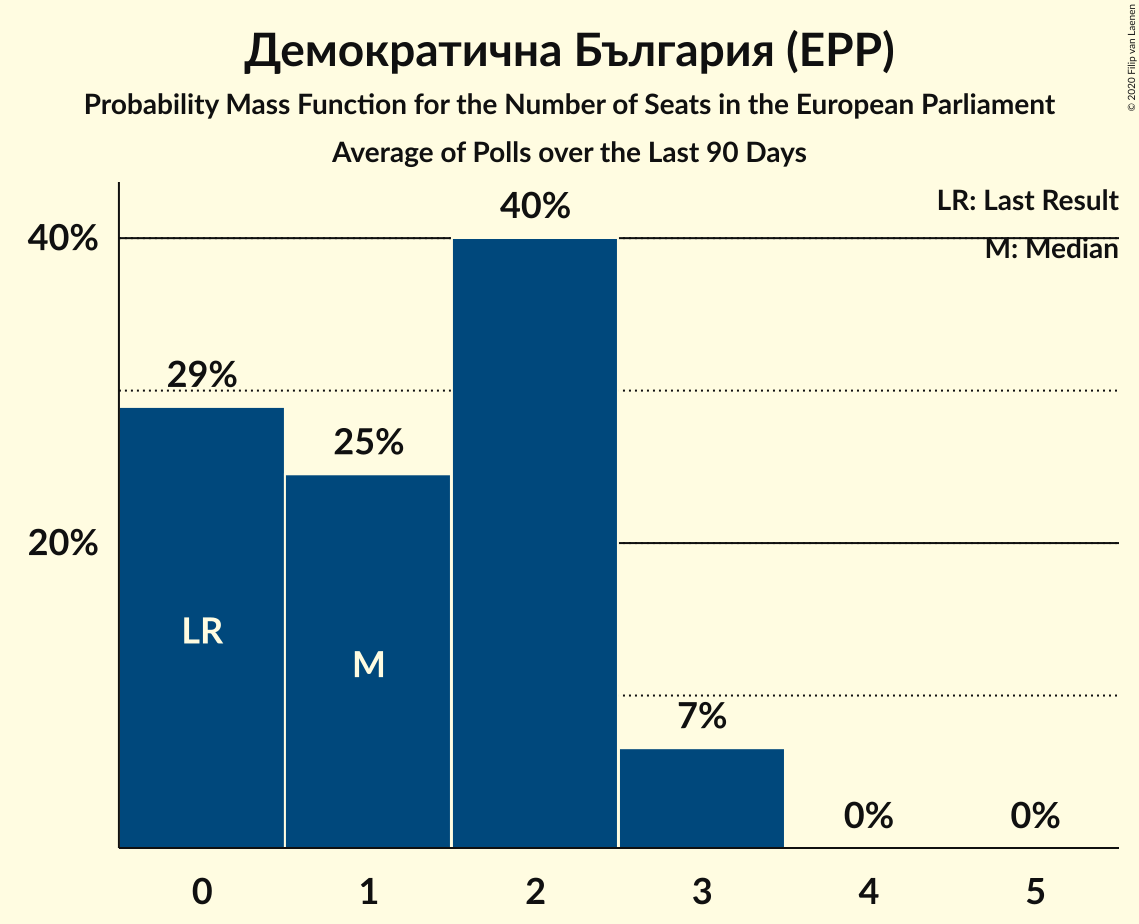 Демократична България (EPP)
Probability Mass Function for the Number of Seats in the European Parliament
Average of Polls over the Last 90 Days
© 2020 Filip van Laenen
LR: Last Result
M: Median
40%
20%
29%
25%
40%
7%
0%
0%
LR
M
0
1
2
3
4
5